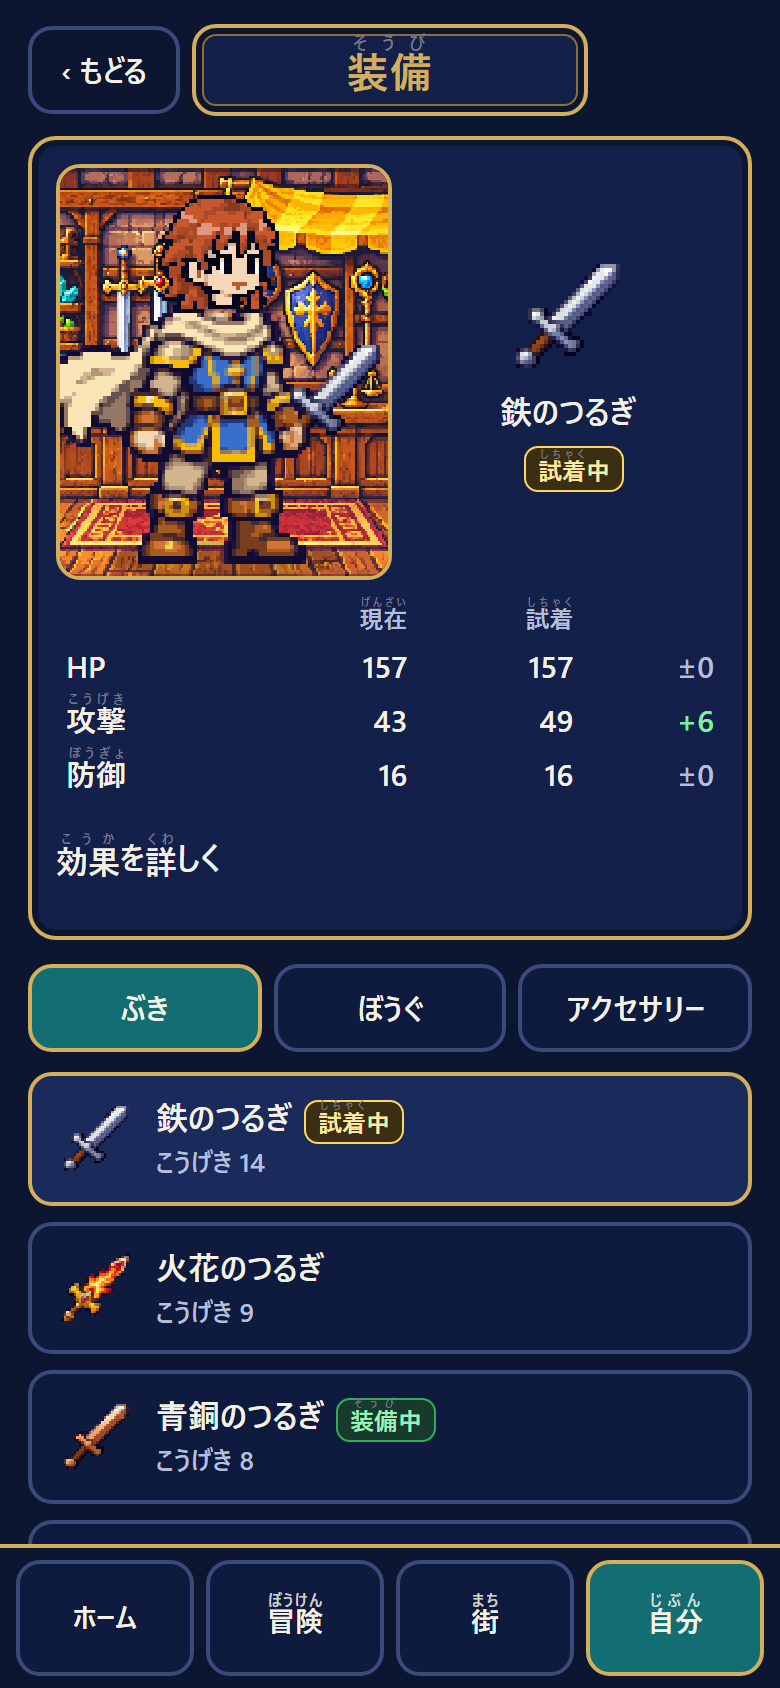 ‹ もどる
そうび
装備
鉄のつるぎ
しちゃく
試着中
げんざい しちゃく
現在 試着
HP 157 157 ±0
こうげき
攻撃 43 49 +6
ぼうぎょ
防御 16 16 ±0
こうか くわ
効果を詳しく
ぶき ぼうぐ アクセサリー
しちゃく
鉄のつるぎ 試着中
こうげき 14
火花のつるぎ
こうげき 9
そうび
青銅のつるぎ 装備中
こうげき 8
ぼうけん まち じぶん
ホーム 冒険 街 自分